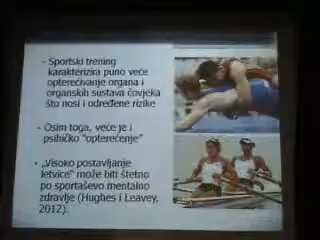 - Sportski trening
karakterizira puno veće
opterećivanje organa i
organskih sustava čovjeka
što nosi i određene rizike
- Osim toga, veće je i
psihičko "opterećenje"
- „Visoko postavljanje
letvice" može biti štetno
po sportaševo mentalno
zdravlje (Hughes i Leavey,
2012).